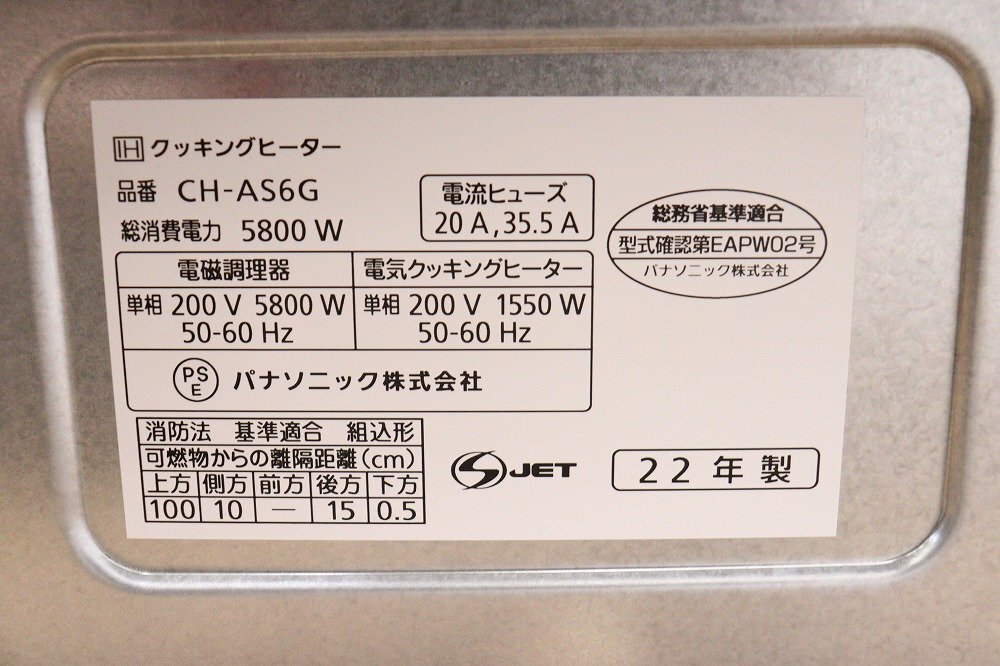 IH クッキングヒーター
品番 CH-AS6G
総消費電力 5800 W
電流ヒューズ
20 A,35.5 A
総務省基準適合
型式確認第EAPW02号
パナソニック株式会社
電磁調理器 電気クッキングヒーター
単相 200 V 5800 W 単相 200 V 1550 W
50-60 Hz 50-60 Hz
PSE パナソニック株式会社
消防法 基準適合 組込形
可燃物からの離隔距離(cm)
上方 側方 前方 後方 下方
100 10 — 15 0.5
S JET
22年製